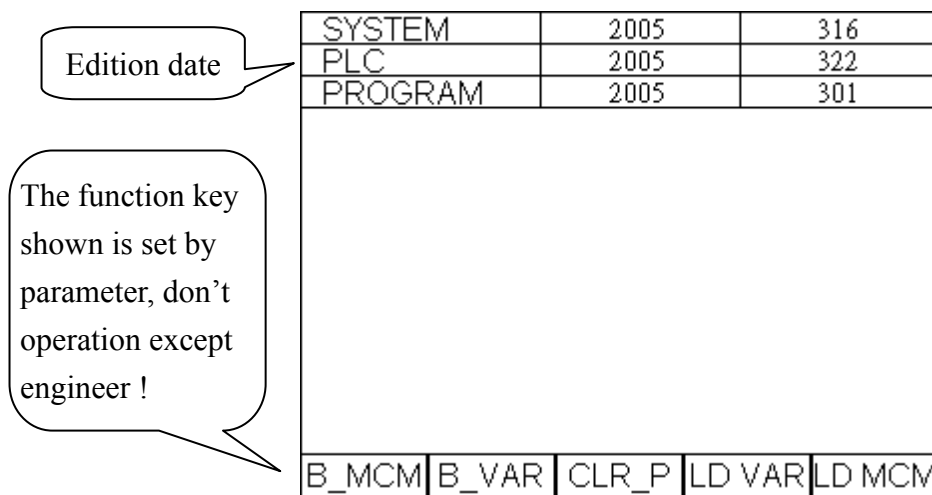 SYSTEM 2005 316
Edition date
PLC 2005 322
PROGRAM 2005 301
The function key
shown is set by
parameter, don’t
operation except
engineer !
B_MCM B_VAR CLR_P LD VAR LD MCM